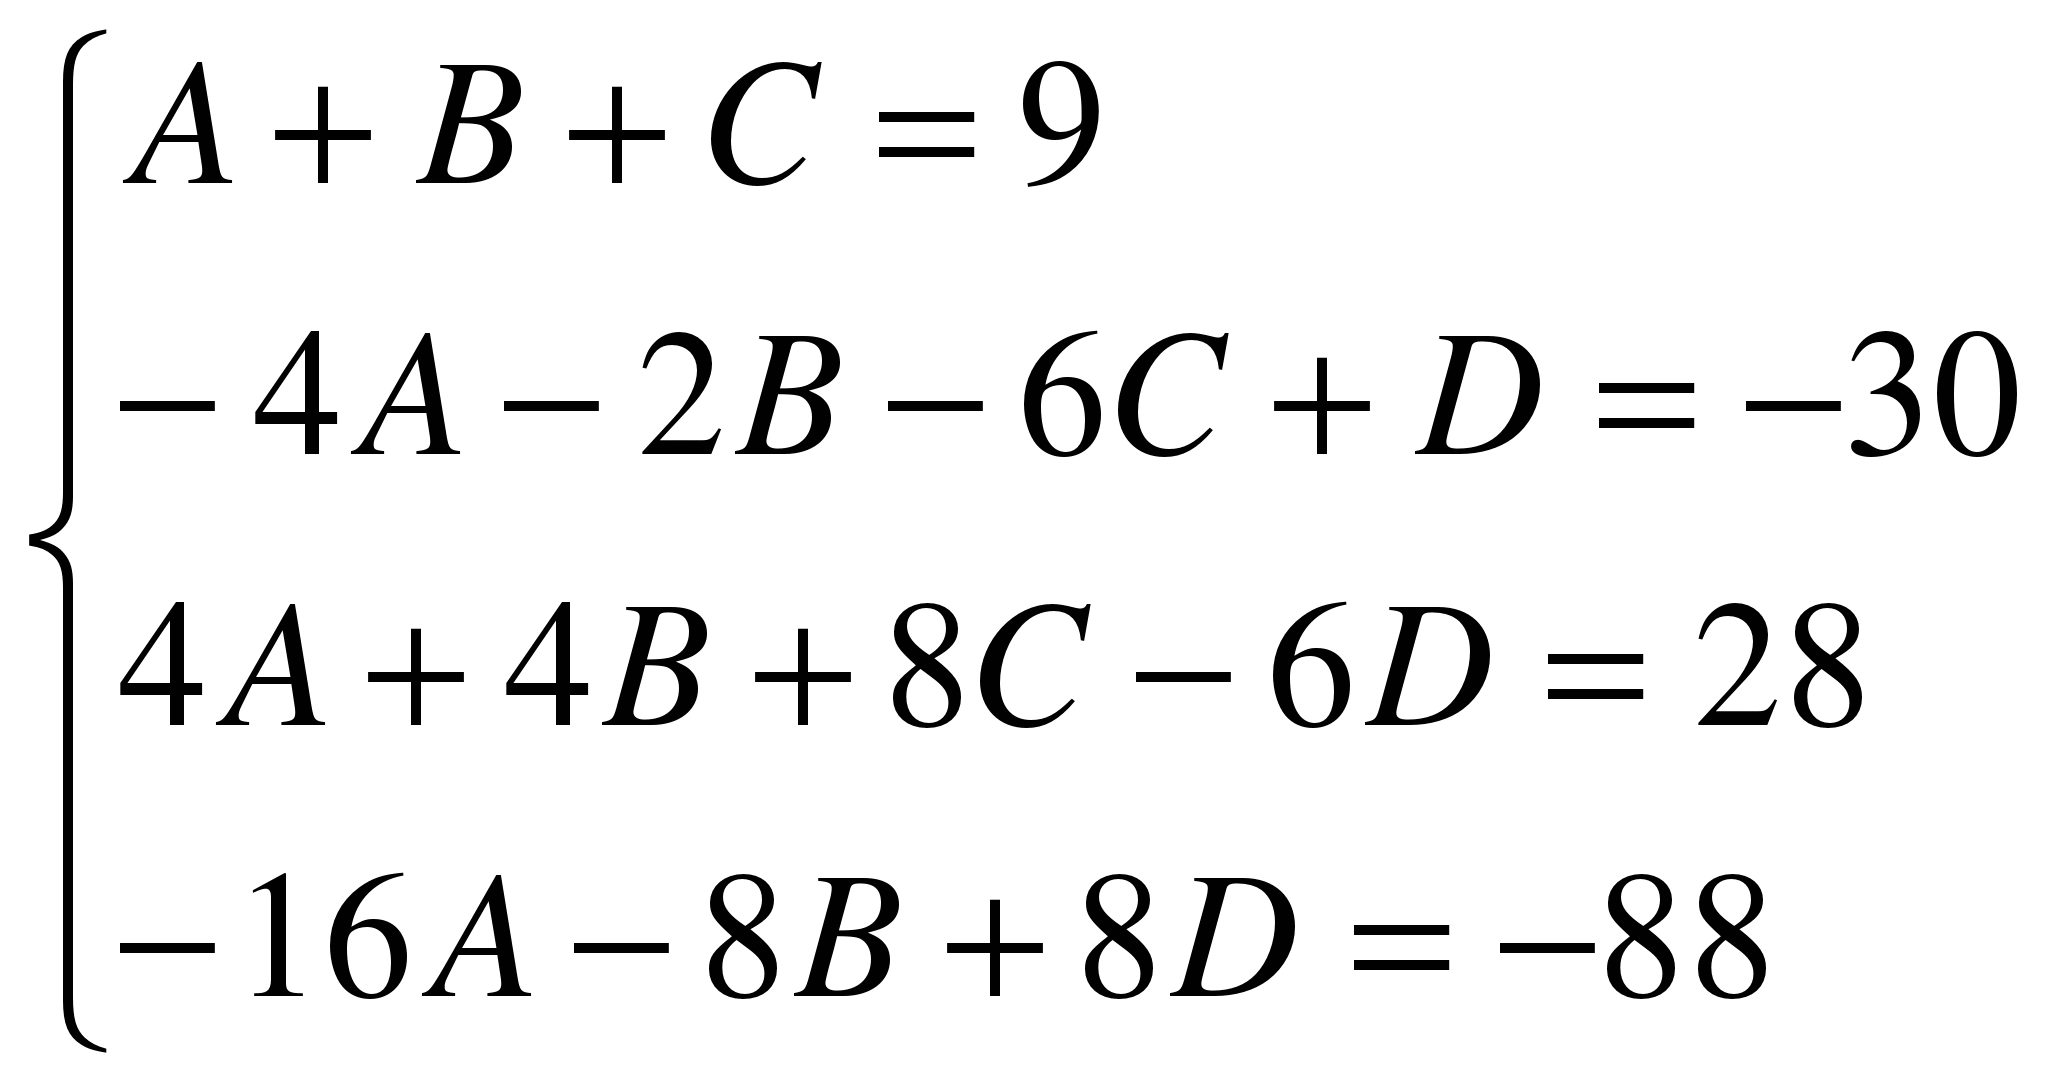 A + B + C = 9
− 4A − 2B − 6C + D = −30
4A + 4B + 8C − 6D = 28
− 16A − 8B + 8D = −88